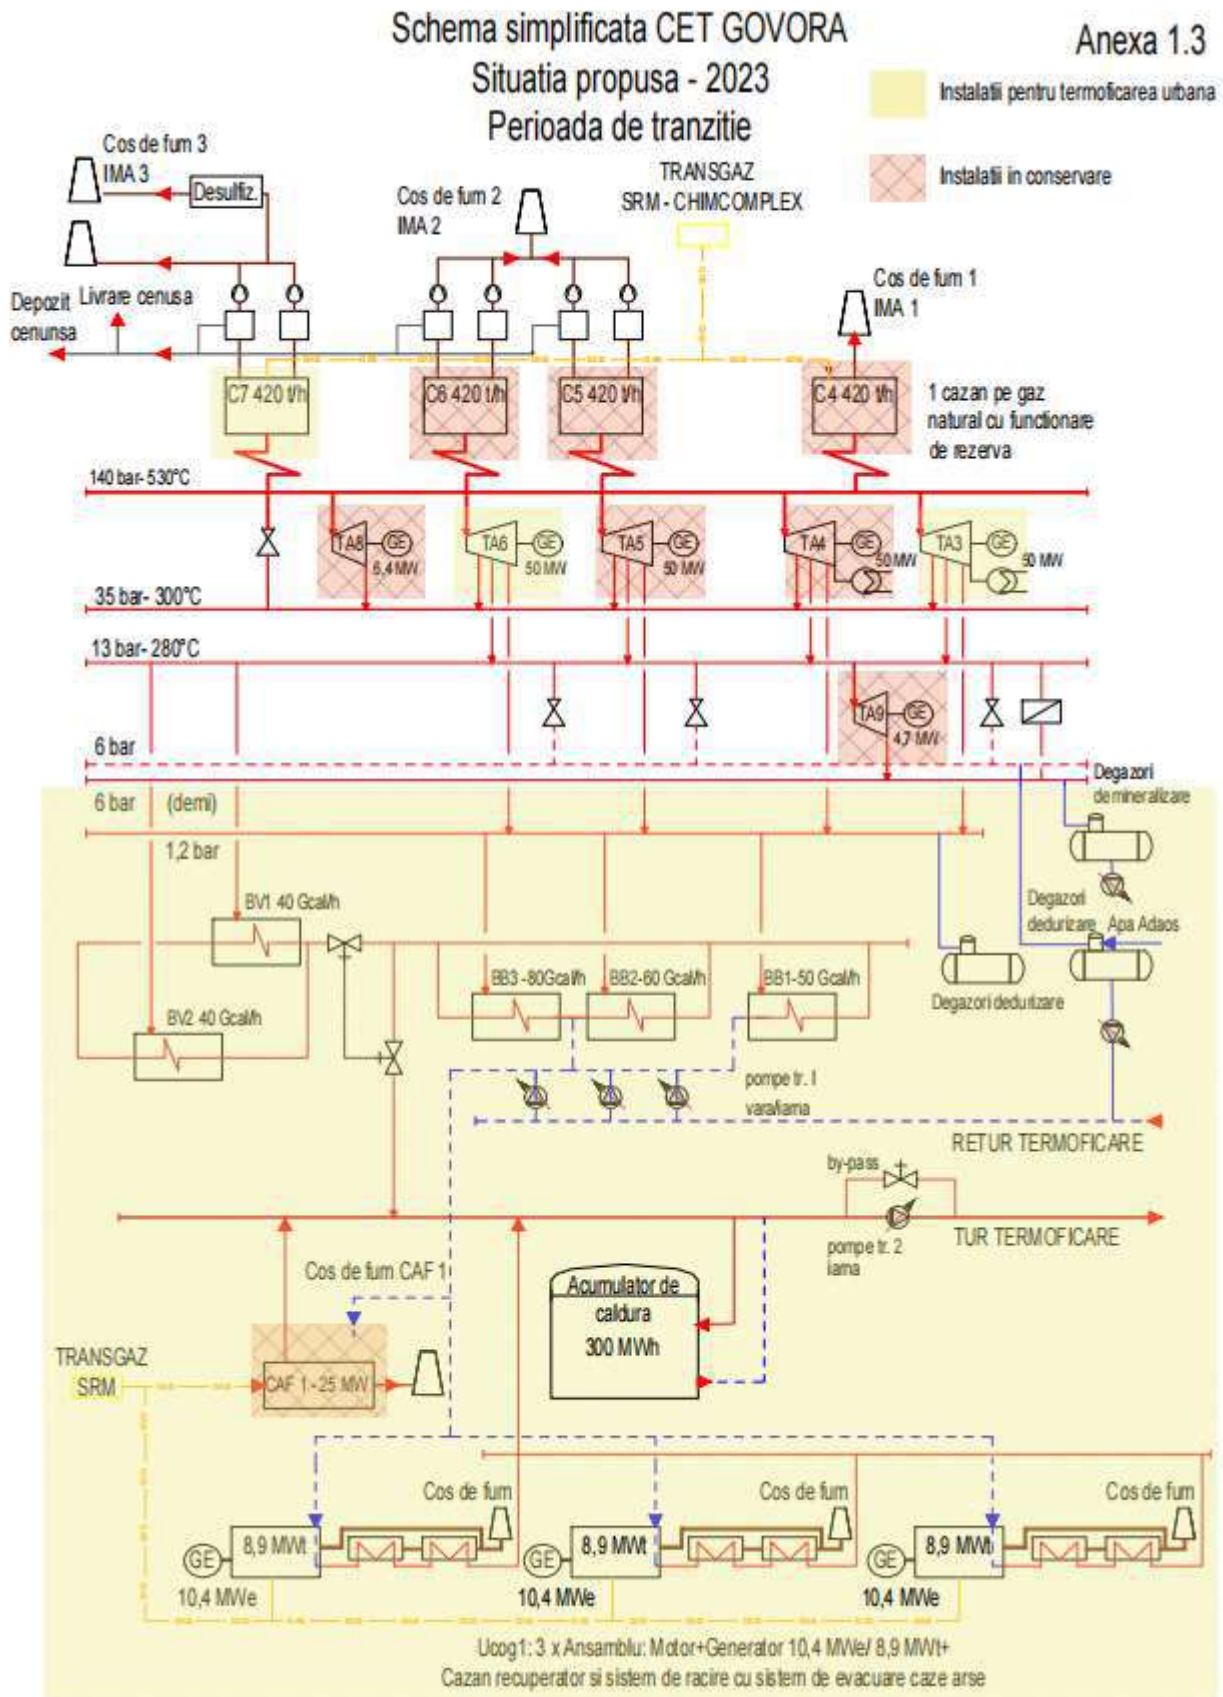 Schema simplificata CET GOVORA
Situatia propusa - 2023
Perioada de tranzitie
Anexa 1.3
Instalatii pentru termoficarea urbana
Instalatii in conservare
Cos de fum 3
IMA 3
Desulfiz.
Cos de fum 2
IMA 2
TRANSGAZ
SRM - CHIMCOMPLEX
Cos de fum 1
IMA 1
Depozit
cenunsa
Livrare cenusa
C7 420 t/h
C6 420 t/h
C5 420 t/h
C4 420 t/h
1 cazan pe gaz
natural cu functionare
de rezerva
140 bar- 530°C
TA8
GE
6,4 MW
TA6
GE
50 MW
TA5
GE
50 MW
TA4
GE
50 MW
TA3
GE
50 MW
35 bar- 300°C
13 bar- 280°C
TA9
GE
4,7 MW
6 bar
6 bar (demi)
Degazori
demineralizare
1,2 bar
BV1 40 Gcal/h
BV2 40 Gcal/h
BB3 -80Gcal/h
BB2-60 Gcal/h
BB1-50 Gcal/h
Degazori
dedurizare
Apa Adaos
Degazori dedurizare
pompe tr. I
vara/iarna
RETUR TERMOFICARE
by-pass
pompe tr. 2
iarna
TUR TERMOFICARE
Cos de fum CAF 1
Acumulator de
caldura
300 MWh
TRANSGAZ
SRM
CAF 1 - 25 MW
Cos de fum
Cos de fum
Cos de fum
GE
8,9 MWt
10,4 MWe
GE
8,9 MWt
10,4 MWe
GE
8,9 MWt
10,4 MWe
Ucog1: 3 x Ansamblu: Motor+Generator 10,4 MWe/ 8,9 MWt+
Cazan recuperator si sistem de racire cu sistem de evacuare caze arse